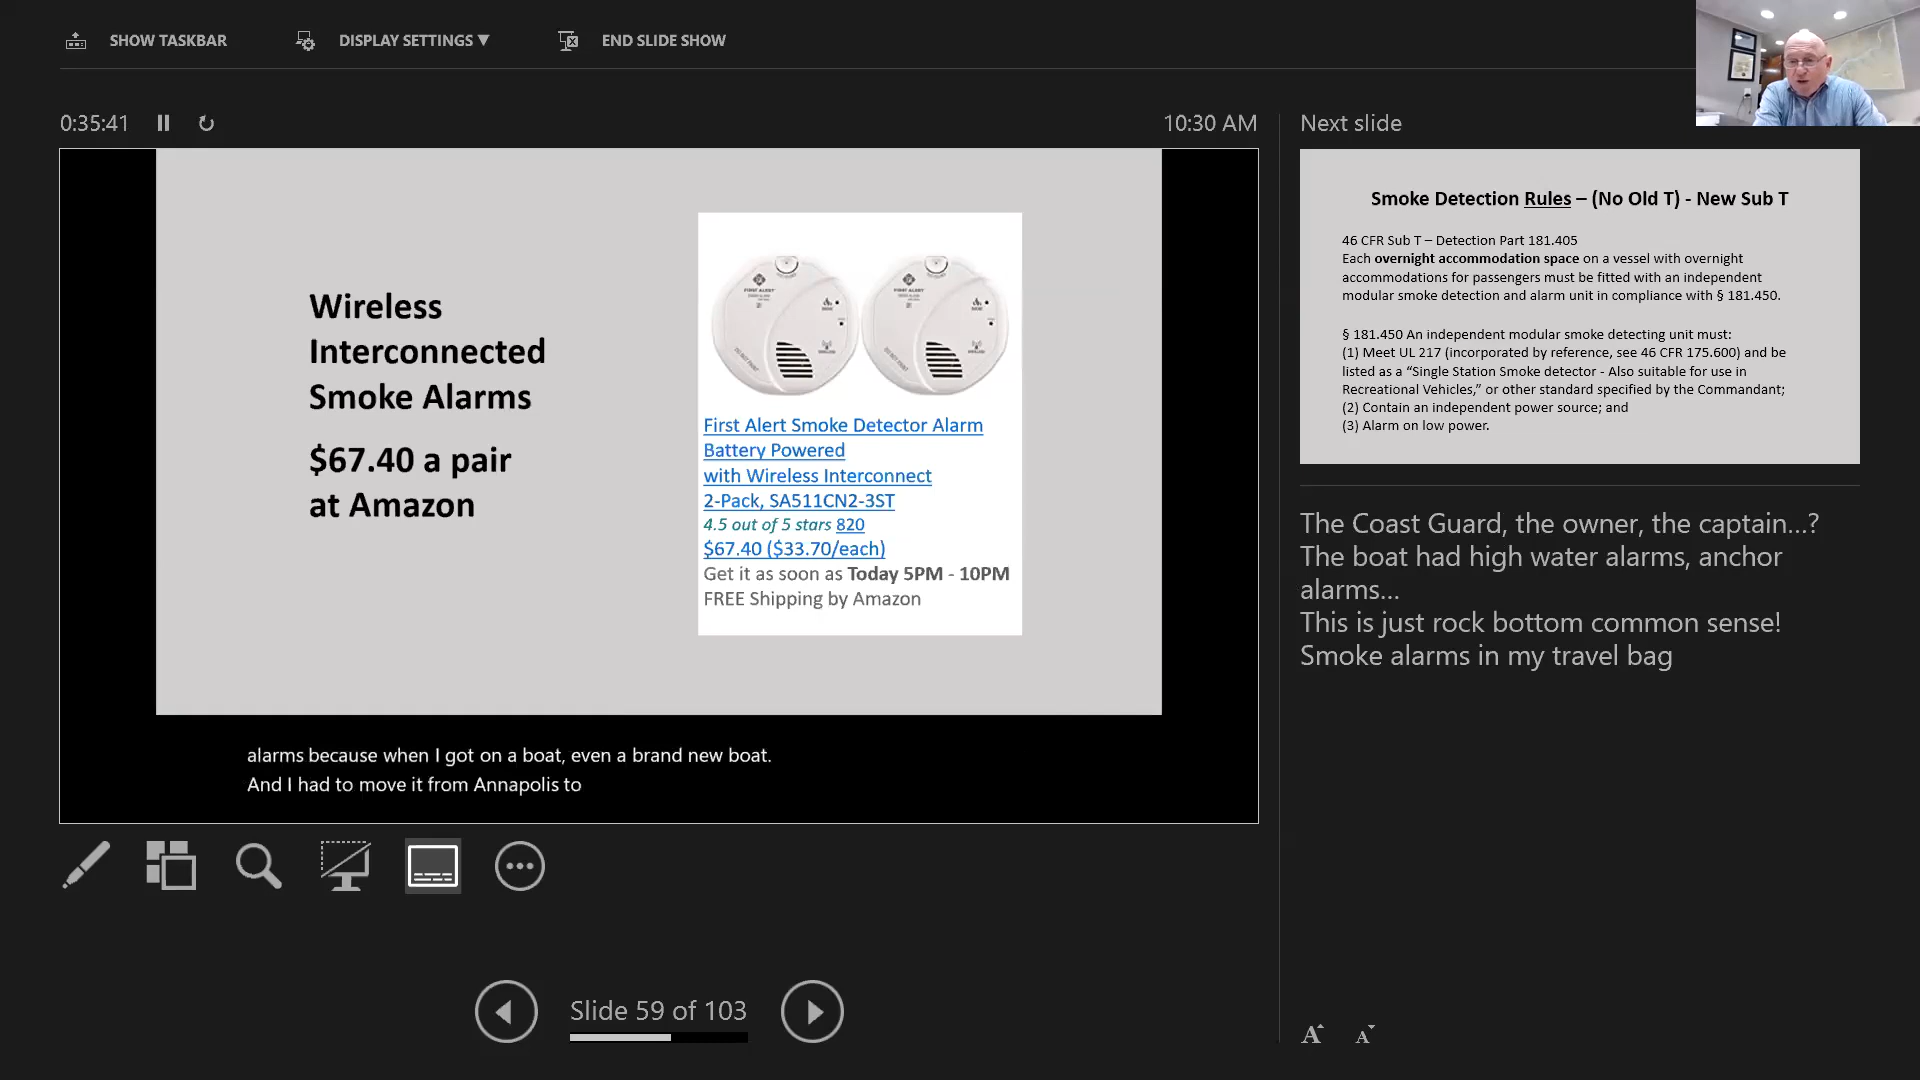 SHOW TASKBAR
DISPLAY SETTINGS ▼
END SLIDE SHOW
0:35:41
10:30 AM
Next slide
Wireless
Interconnected
Smoke Alarms
$67.40 a pair
at Amazon
FIRST ALERT
FIRST ALERT
First Alert Smoke Detector Alarm
Battery Powered
with Wireless Interconnect
2-Pack, SA511CN2-3ST
4.5 out of 5 stars 820
$67.40 ($33.70/each)
Get it as soon as Today 5PM - 10PM
FREE Shipping by Amazon
alarms because when I got on a boat, even a brand new boat.
And I had to move it from Annapolis to
Slide 59 of 103
Smoke Detection Rules – (No Old T) - New Sub T
46 CFR Sub T – Detection Part 181.405
Each overnight accommodation space on a vessel with overnight
accommodations for passengers must be fitted with an independent
modular smoke detection and alarm unit in compliance with § 181.450.
§ 181.450 An independent modular smoke detecting unit must:
(1) Meet UL 217 (incorporated by reference, see 46 CFR 175.600) and be
listed as a “Single Station Smoke detector - Also suitable for use in
Recreational Vehicles,” or other standard specified by the Commandant;
(2) Contain an independent power source; and
(3) Alarm on low power.
The Coast Guard, the owner, the captain...?
The boat had high water alarms, anchor
alarms...
This is just rock bottom common sense!
Smoke alarms in my travel bag
A A